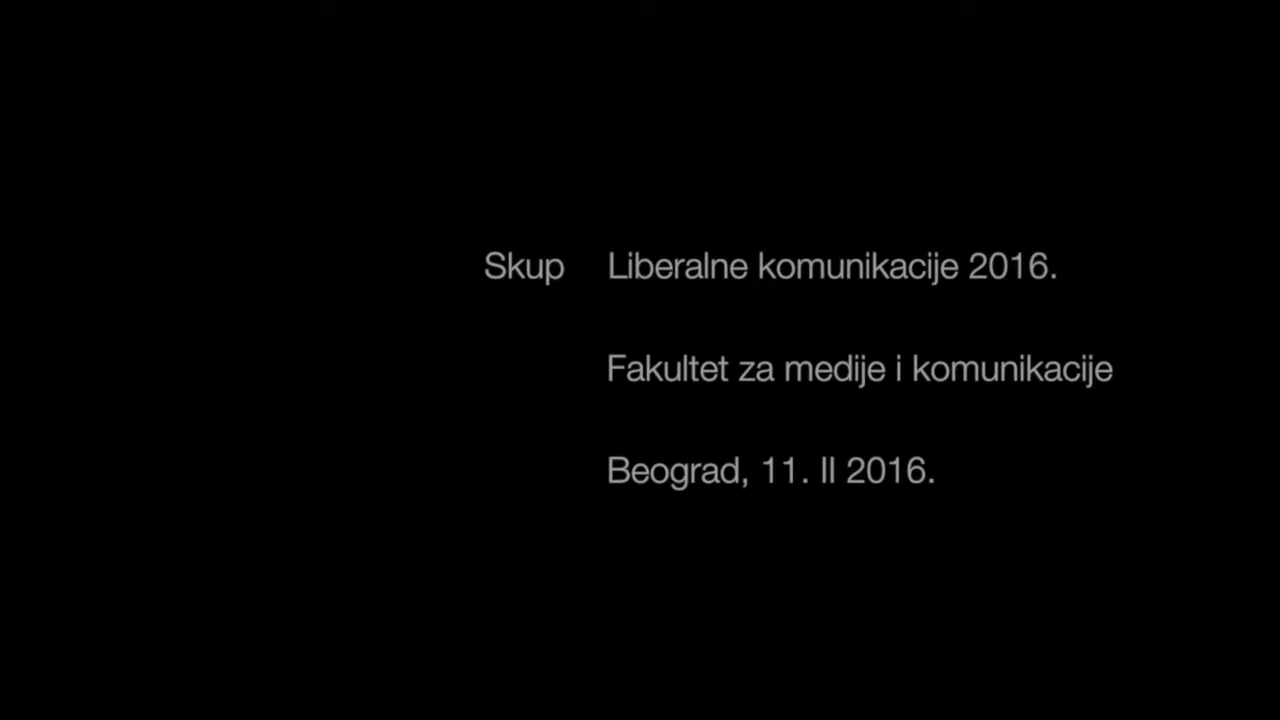 Skup Liberalne komunikacije 2016.
Fakultet za medije i komunikacije
Beograd, 11. II 2016.